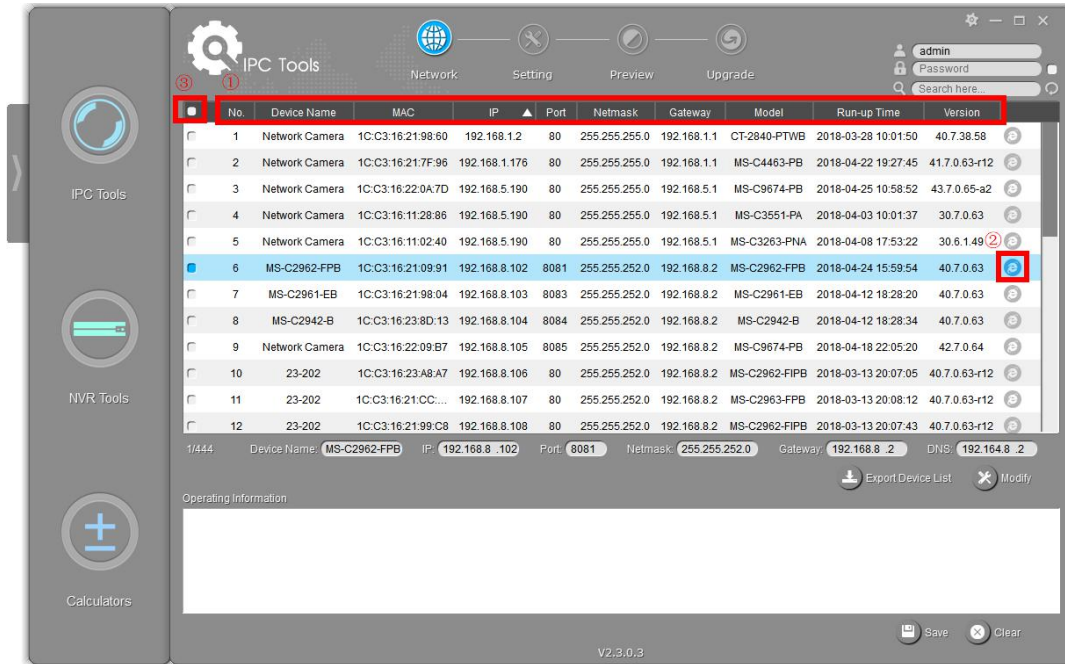 IPC Tools
Network Setting Preview Upgrade
admin
Password
Search here...
③ ①
No. Device Name MAC IP Port Netmask Gateway Model Run-up Time Version
1 Network Camera 1C:C3:16:21:98:60 192.168.1.2 80 255.255.255.0 192.168.1.1 CT-2840-PTWB 2018-03-28 10:01:50 40.7.38.58
2 Network Camera 1C:C3:16:21:7F:96 192.168.1.176 80 255.255.255.0 192.168.1.1 MS-C4463-PB 2018-04-22 19:27:45 41.7.0.63-r12
3 Network Camera 1C:C3:16:22:0A:7D 192.168.5.190 80 255.255.255.0 192.168.5.1 MS-C9674-PB 2018-04-25 10:58:52 43.7.0.65-a2
4 Network Camera 1C:C3:16:11:28:86 192.168.5.190 80 255.255.255.0 192.168.5.1 MS-C3551-PA 2018-04-03 10:01:37 30.7.0.63
5 Network Camera 1C:C3:16:11:02:40 192.168.5.190 80 255.255.255.0 192.168.5.1 MS-C3263-PNA 2018-04-08 17:53:22 30.6.1.49 ②
6 MS-C2962-FPB 1C:C3:16:21:09:91 192.168.8.102 8081 255.255.252.0 192.168.8.2 MS-C2962-FPB 2018-04-24 15:59:54 40.7.0.63
7 MS-C2961-EB 1C:C3:16:21:98:04 192.168.8.103 8083 255.255.252.0 192.168.8.2 MS-C2961-EB 2018-04-12 18:28:20 40.7.0.63
8 MS-C2942-B 1C:C3:16:23:8D:13 192.168.8.104 8084 255.255.252.0 192.168.8.2 MS-C2942-B 2018-04-12 18:28:34 40.7.0.63
9 Network Camera 1C:C3:16:22:09:B7 192.168.8.105 8085 255.255.252.0 192.168.8.2 MS-C9674-PB 2018-04-18 22:05:20 42.7.0.64
10 23-202 1C:C3:16:23:A8:A7 192.168.8.106 80 255.255.252.0 192.168.8.2 MS-C2962-FIPB 2018-03-13 20:07:05 40.7.0.63-r12
11 23-202 1C:C3:16:21:CC:... 192.168.8.107 80 255.255.252.0 192.168.8.2 MS-C2963-FPB 2018-03-13 20:08:12 40.7.0.63-r12
12 23-202 1C:C3:16:21:99:C8 192.168.8.108 80 255.255.252.0 192.168.8.2 MS-C2962-FIPB 2018-03-13 20:07:43 40.7.0.63-r12
1/444 Device Name: MS-C2962-FPB IP: 192.168.8 .102 Port: 8081 Netmask: 255.255.252.0 Gateway: 192.168.8 .2 DNS: 192.164.8 .2
Export Device List Modify
Operating Information
Save Clear
V2.3.0.3
IPC Tools
NVR Tools
Calculators